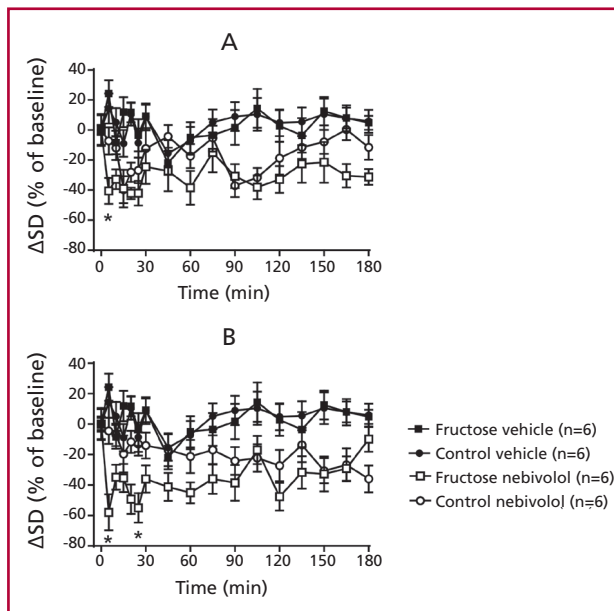 A
ΔSD (% of baseline)
40
20
0
-20
-40
-60
-80
*
0 30 60 90 120 150 180
Time (min)
B
ΔSD (% of baseline)
40
20
0
-20
-40
-60
-80
* *
0 30 60 90 120 150 180
Time (min)
Fructose vehicle (n=6)
Control vehicle (n=6)
Fructose nebivolol (n=6)
Control nebivolol (n=6)